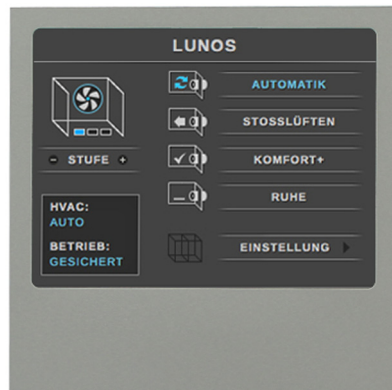 LUNOS
AUTOMATIK
STOSSLÜFTEN
- STUFE +
KOMFORT+
HVAC:
AUTO
RUHE
BETRIEB:
GESICHERT
EINSTELLUNG